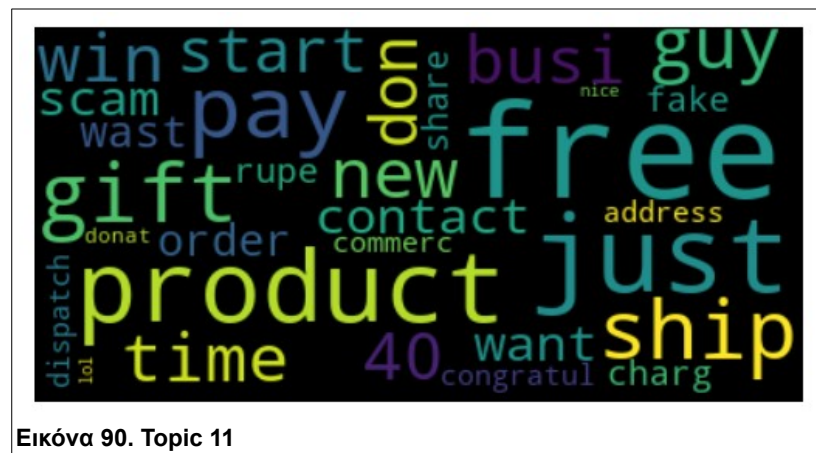 win start don busi guy
scam pay share nice fake
wast free
gift rupe new
contact address
donat order commerc just
product
dispatch time 40 want ship
lol congratul charg
Εικόνα 90. Topic 11